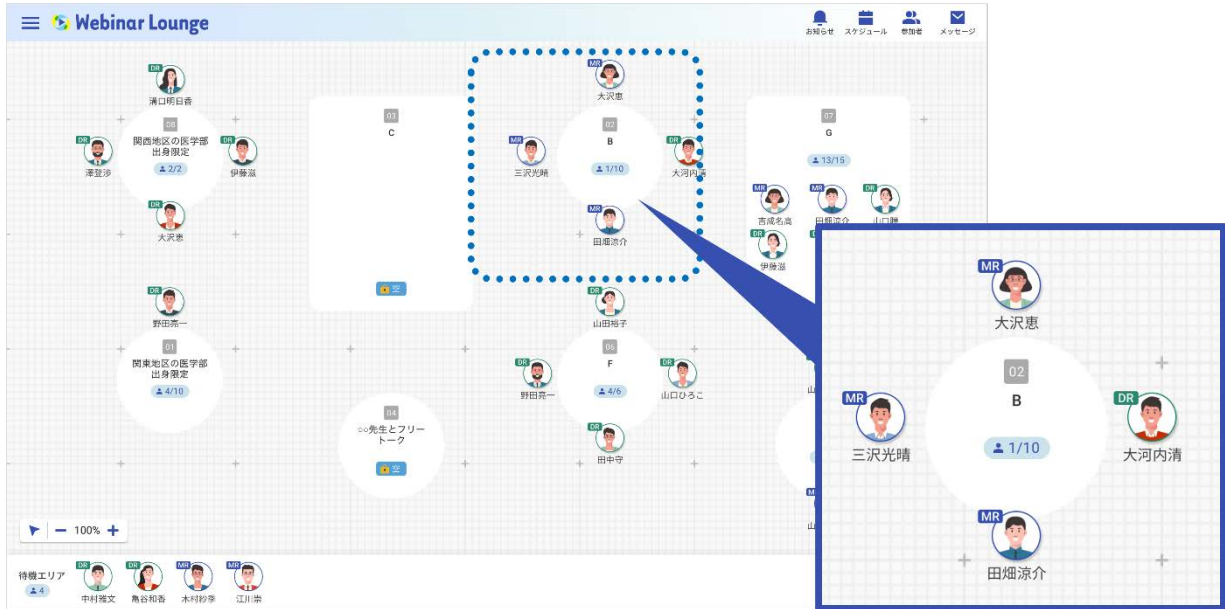 Webinar Lounge
お知らせ
スケジュール
参加者
メッセージ
DR
溝口明日香
DR
澤登渉
08
関西地区の医学部
出身限定
2/2
DR
伊藤滋
DR
大沢恵
03
C
空
MR
大沢恵
MR
三沢光晴
02
B
1/10
DR
大河内清
MR
田畑涼介
07
G
13/15
MR
吉成名高
MR
田畑涼介
DR
山口瞳
DR
伊藤滋
DR
野田亮一
01
関東地区の医学部
出身限定
4/10
04
○○先生とフリー
トーク
空
DR
山田裕子
DR
野田亮一
06
F
4/6
DR
山口ひろこ
DR
田中守
MR
大沢恵
MR
三沢光晴
02
B
1/10
DR
大河内清
MR
田畑涼介
100%
待機エリア
4
DR
中村雅文
DR
亀谷和香
MR
木村紗季
MR
江川崇